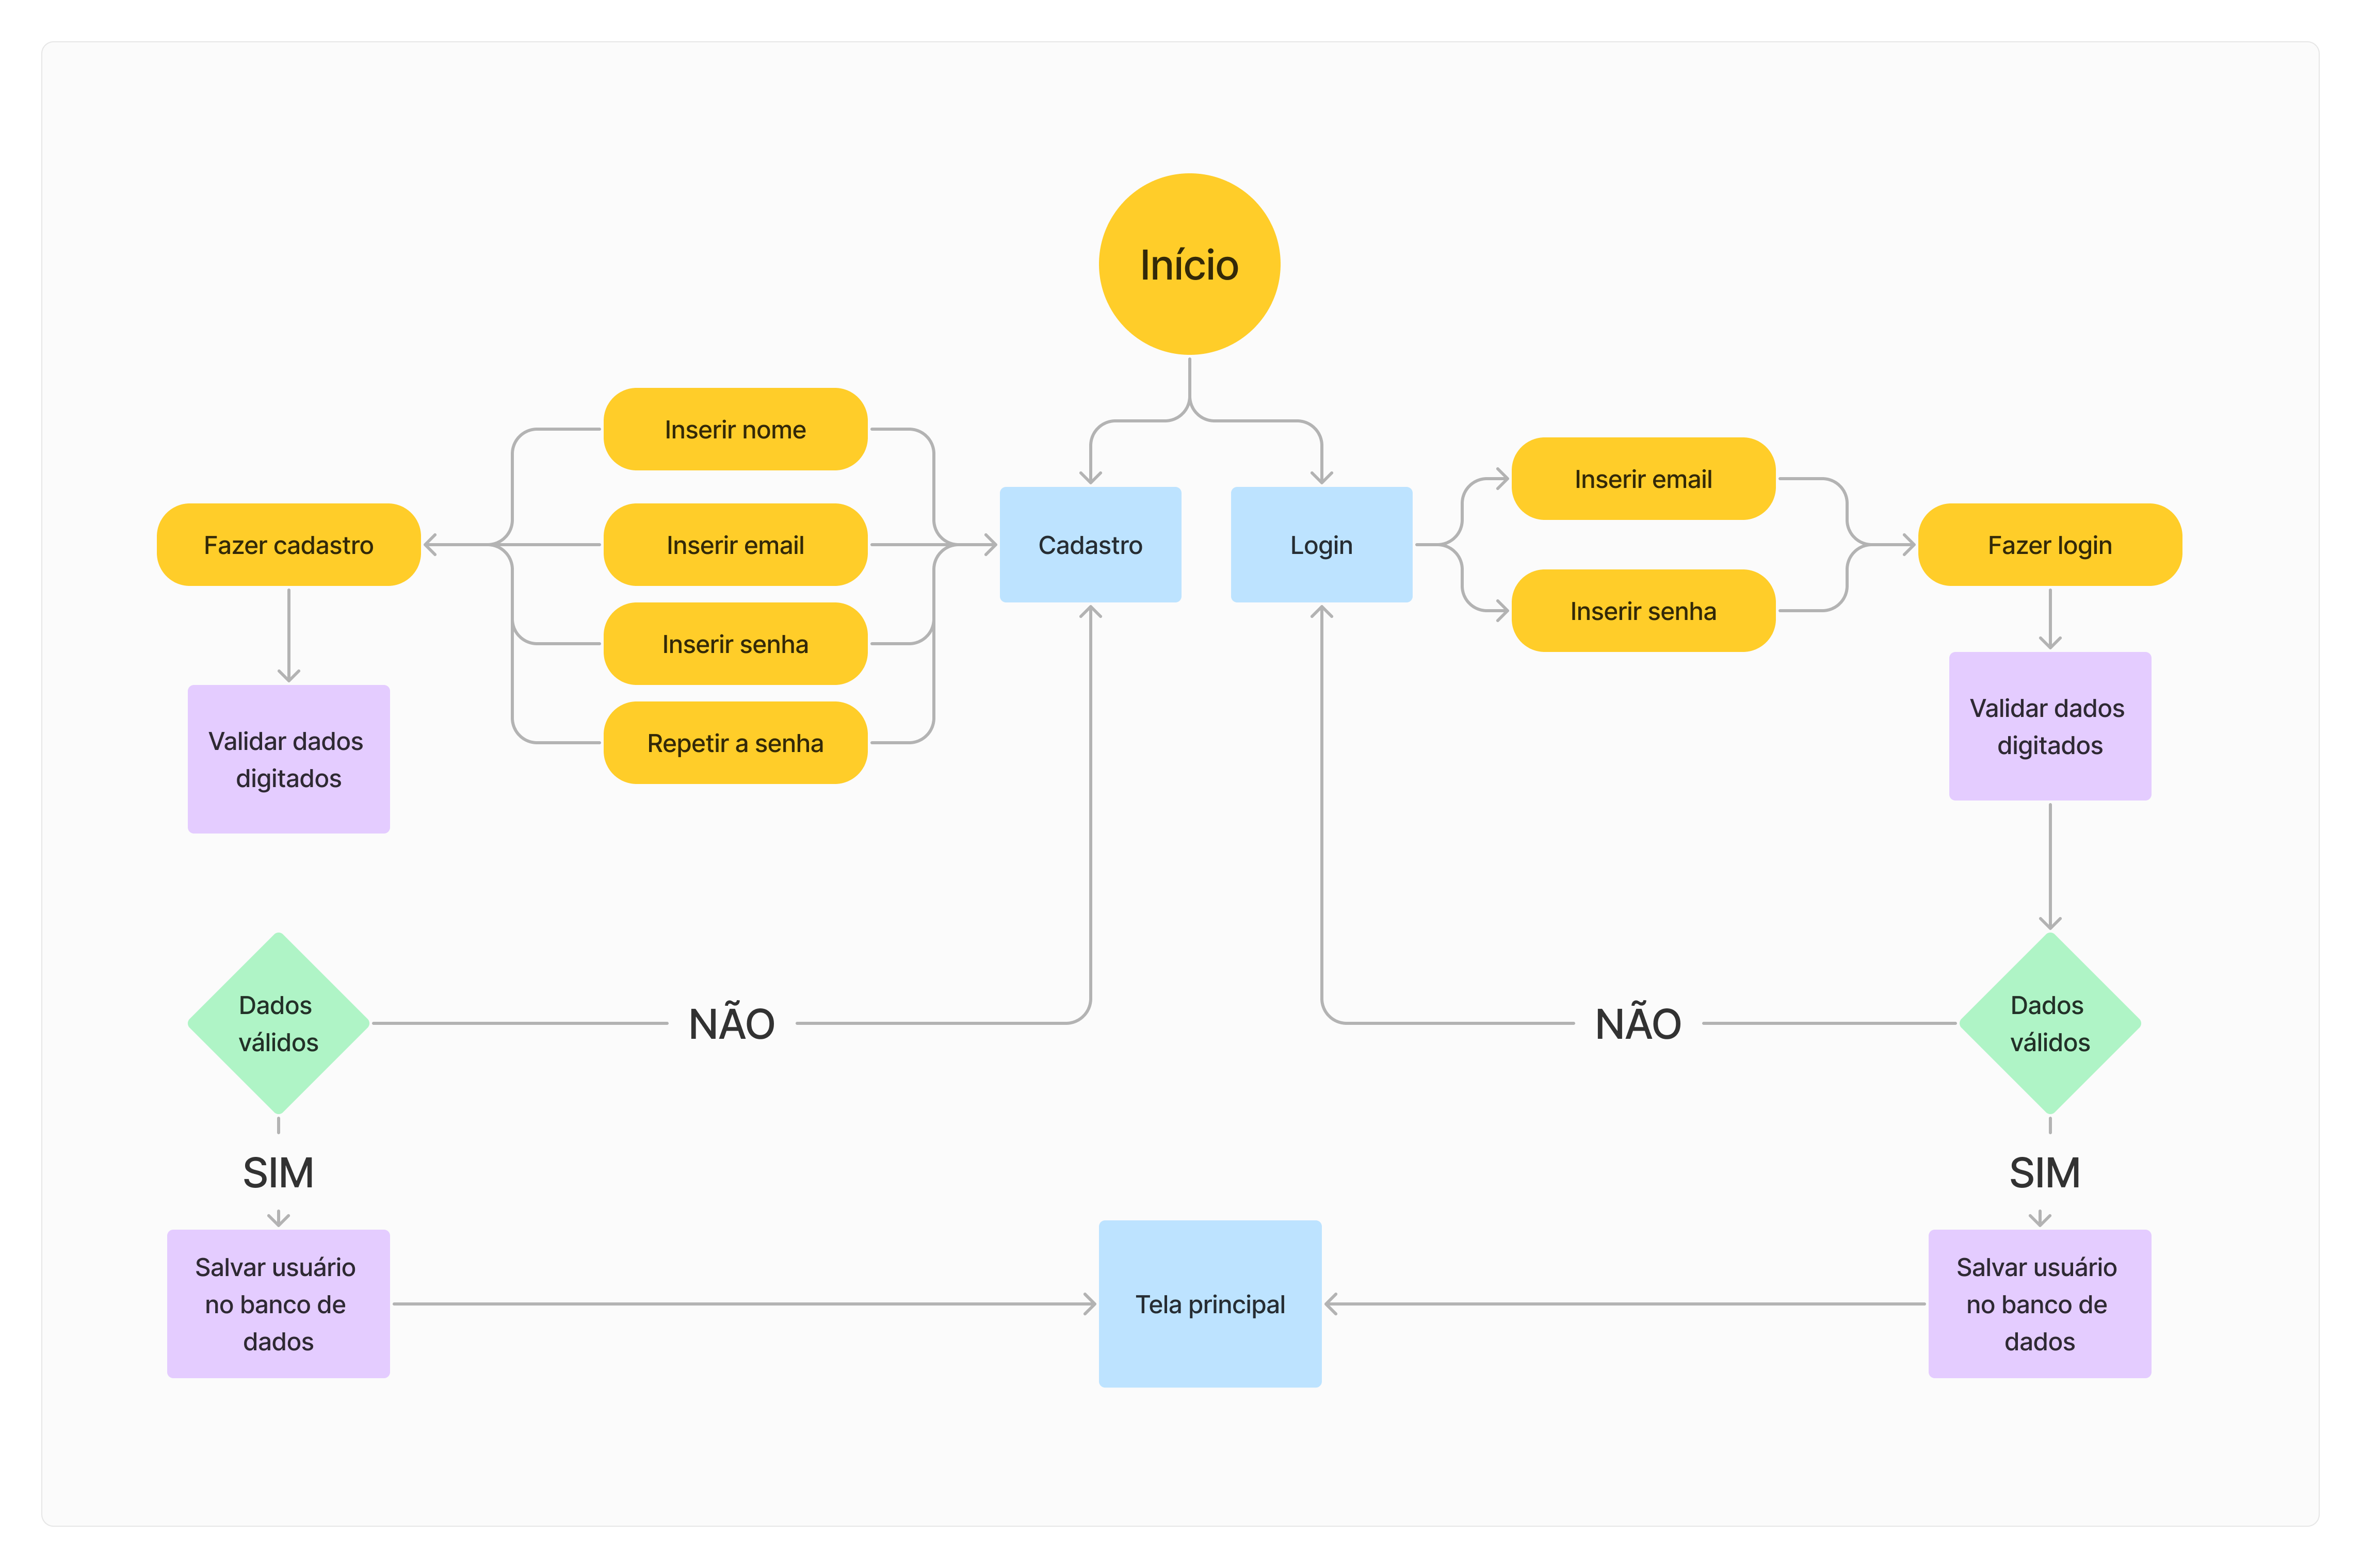 Início
Inserir nome
Inserir email
Fazer cadastro
Inserir email
Cadastro
Login
Fazer login
Inserir senha
Inserir senha
Validar dados
digitados
Repetir a senha
Validar dados
digitados
Dados
válidos
NÃO
NÃO
Dados
válidos
SIM
SIM
Salvar usuário
no banco de
dados
Tela principal
Salvar usuário
no banco de
dados